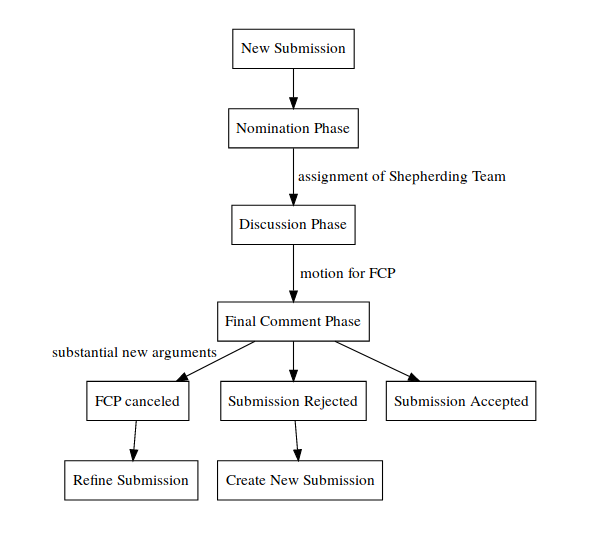 New Submission
Nomination Phase
assignment of Shepherding Team
Discussion Phase
motion for FCP
Final Comment Phase
substantial new arguments
FCP canceled
Submission Rejected
Submission Accepted
Refine Submission
Create New Submission